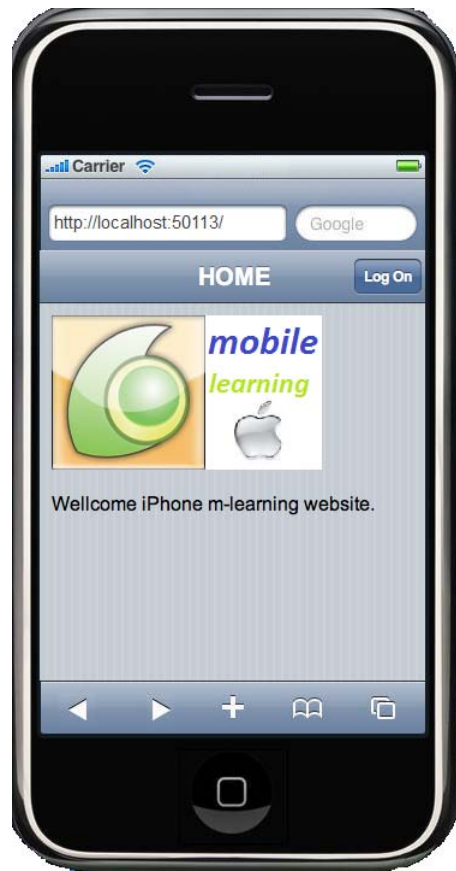 Carrier
http://localhost:50113/
Google
HOME
Log On
mobile
learning
Wellcome iPhone m-learning website.